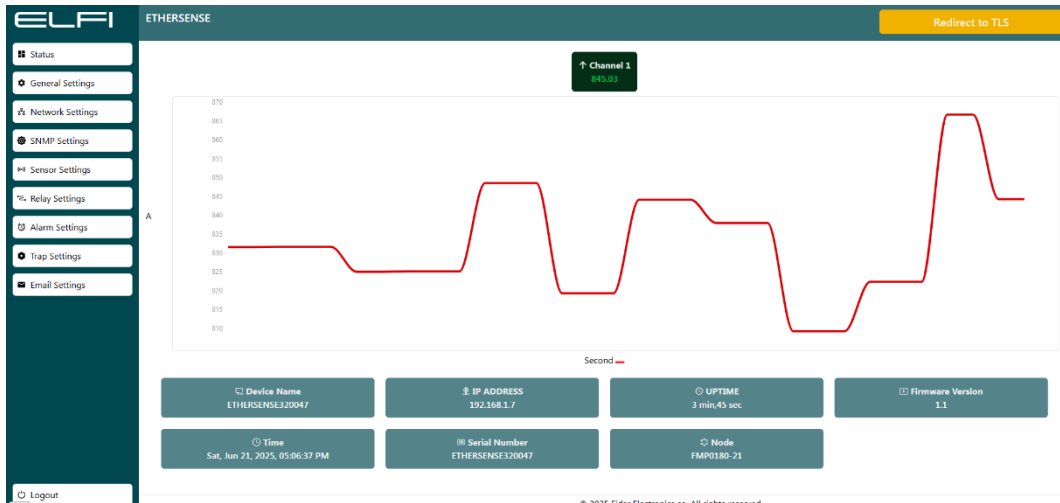 ELFI
ETHERSENSE
Redirect to TLS
Status
General Settings
Network Settings
SNMP Settings
Sensor Settings
Relay Settings
Alarm Settings
Trap Settings
Email Settings
Logout
↑ Channel 1
845.03
870
865
860
855
850
845
840
835
830
825
820
815
810
A
Second
Device Name
ETHERSENSE320047
IP ADDRESS
192.168.1.7
UPTIME
3 min,45 sec
Firmware Version
1.1
Time
Sat, Jun 21, 2025, 05:06:37 PM
Serial Number
ETHERSENSE320047
Node
FMP0180-21